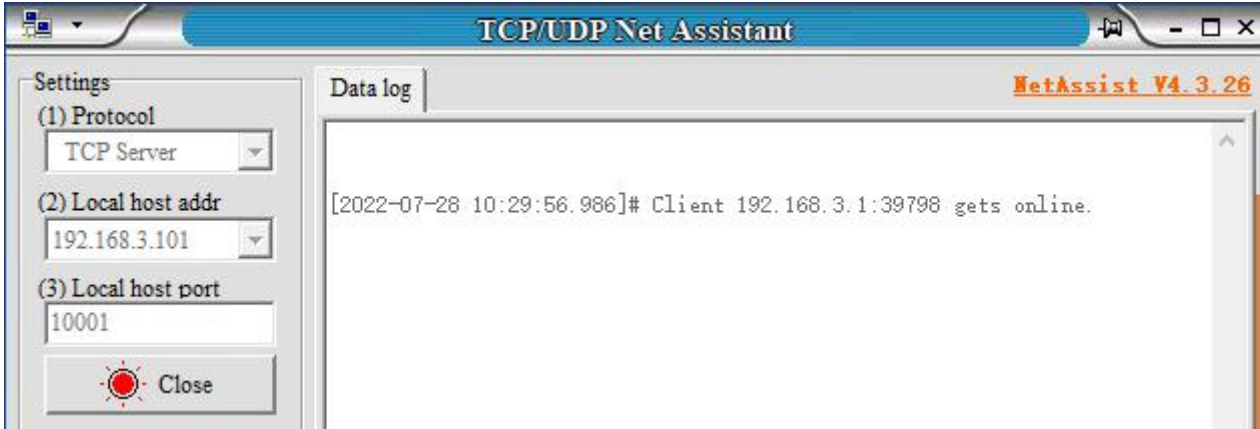 TCP/UDP Net Assistant
Settings
(1) Protocol
TCP Server
(2) Local host addr
192.168.3.101
(3) Local host port
10001
Close
Data log
NetAssist V4.3.26
[2022-07-28 10:29:56.986]# Client 192.168.3.1:39798 gets online.